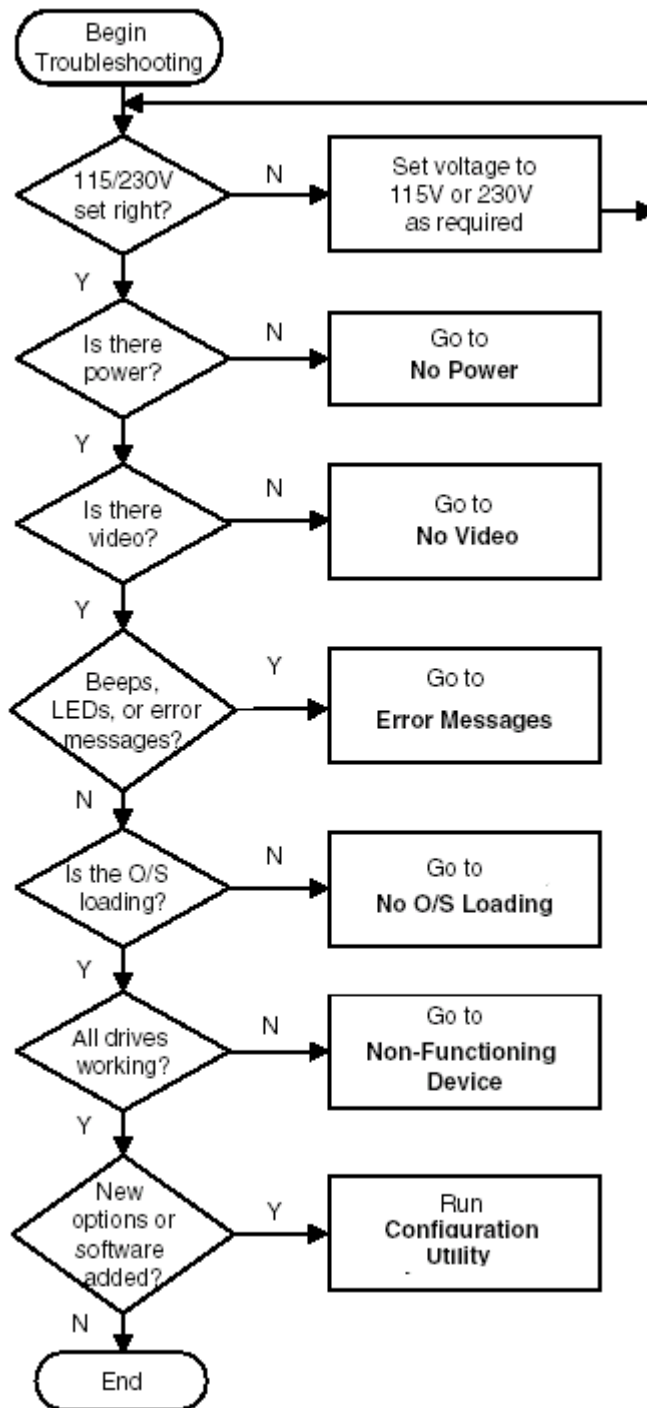 Begin
Troubleshooting
115/230V
set right?
N
Set voltage to
115V or 230V
as required
Y
Is there
power?
N
Go to
No Power
Y
Is there
video?
N
Go to
No Video
Y
Beeps,
LEDs, or error
messages?
Y
Go to
Error Messages
N
Is the O/S
loading?
N
Go to
No O/S Loading
Y
All drives
working?
N
Go to
Non-Functioning
Device
Y
New
options or
software
added?
Y
Run
Configuration
Utility
N
End